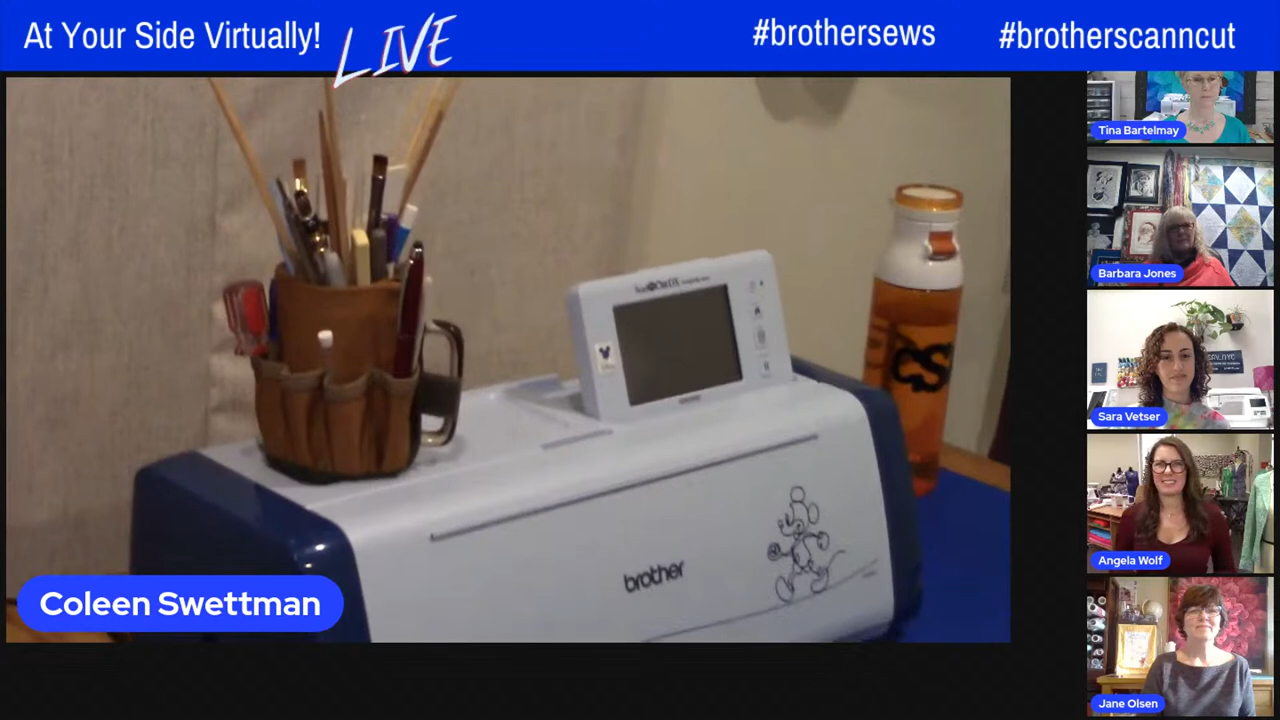 At Your Side Virtually!
LIVE
#brothersews
#brotherscanncut
Tina Bartelmay
Barbara Jones
Sara Vetser
Angela Wolf
Jane Olsen
CS
brother
Coleen Swettman